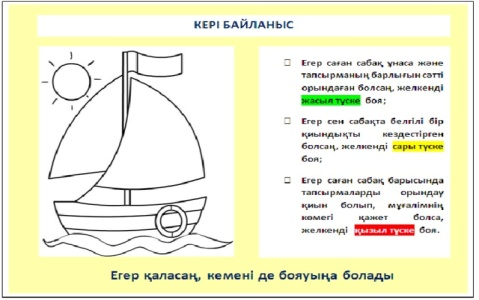 КЕРІ БАЙЛАНЫС
Егер саған сабақ ұнаса және
тапсырманың барлығын сәтті
орындаған болсаң, желкенді
жасыл түске боя;
Егер сен сабақта белгілі бір
қиындықты кездестірген
болсаң, желкенді сары түске
боя;
Егер саған сабақ барысында
тапсырмаларды орындау
қиын болып, мұғалімнің
көмегі қажет болса,
желкенді қызыл түске боя.
Егер қаласаң, кемені де бояуыңа болады